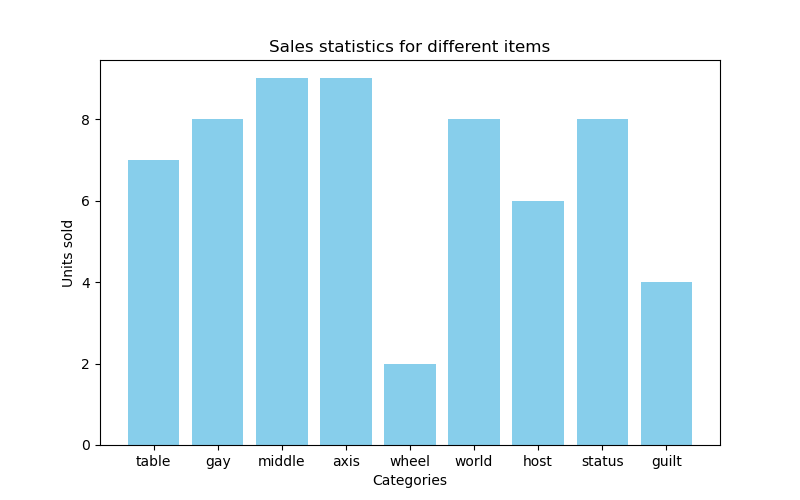 Sales statistics for different items
Units sold
8
6
4
2
0
table gay middle axis wheel world host status guilt
Categories